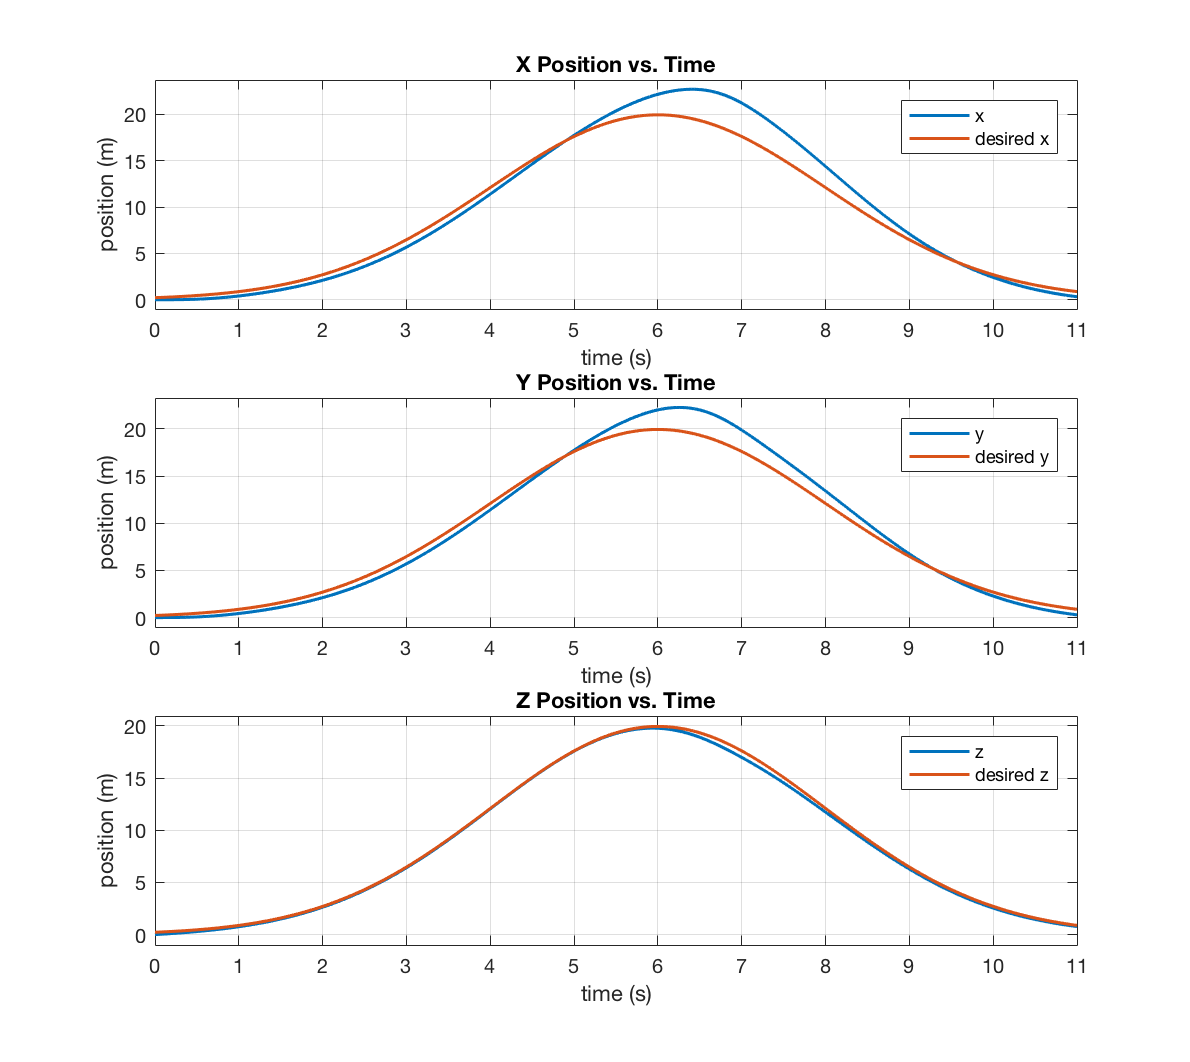 X Position vs. Time
position (m)
20
15
10
5
0
x
desired x
0 1 2 3 4 5 6 7 8 9 10 11
time (s)
Y Position vs. Time
position (m)
20
15
10
5
0
y
desired y
0 1 2 3 4 5 6 7 8 9 10 11
time (s)
Z Position vs. Time
position (m)
20
15
10
5
0
z
desired z
0 1 2 3 4 5 6 7 8 9 10 11
time (s)